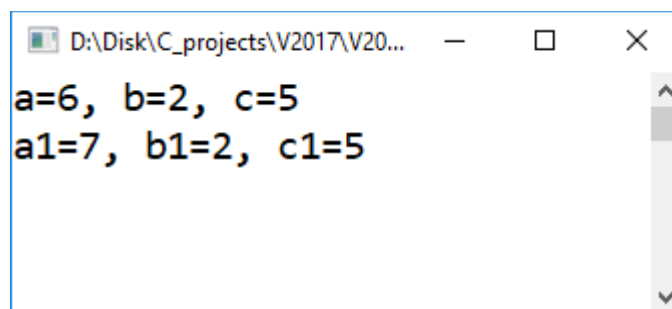 D:\Disk\C_projects\V2017\V20...
a=6, b=2, c=5
a1=7, b1=2, c1=5